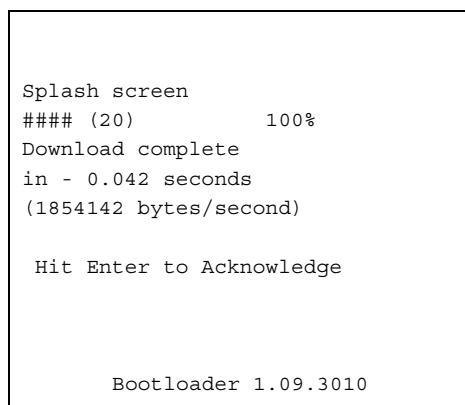 Splash screen
#### (20) 100%
Download complete
in - 0.042 seconds
(1854142 bytes/second)
Hit Enter to Acknowledge
Bootloader 1.09.3010